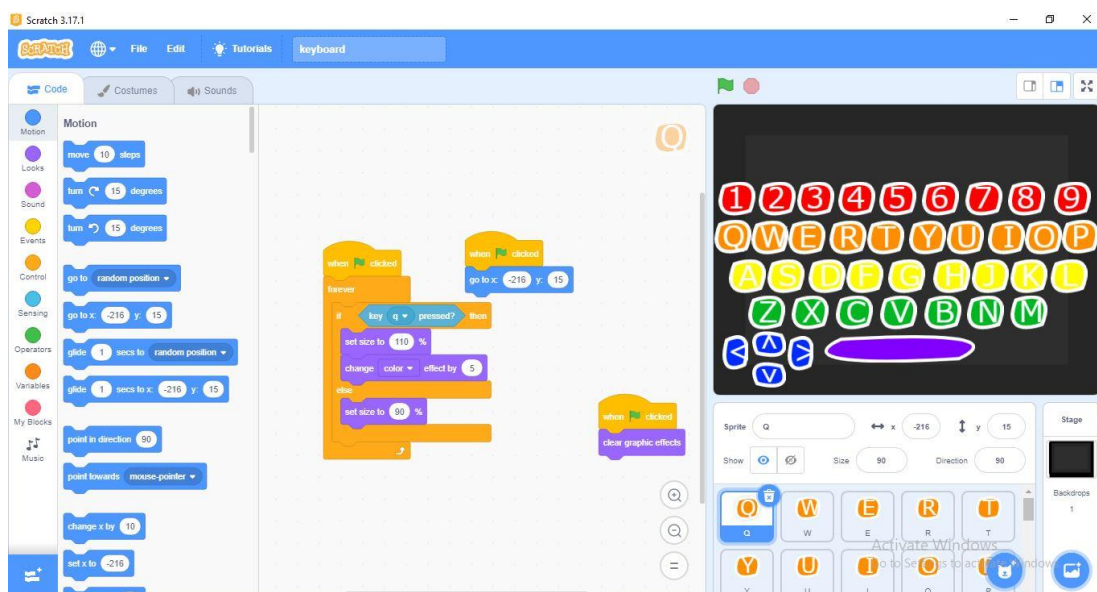 Scratch 3.17.1
SCRATCH File Edit Tutorials keyboard
Code Costumes Sounds
Motion
Looks
Sound
Events
Control
Sensing
Operators
Variables
My Blocks
Music
Motion
move 10 steps
turn 15 degrees
turn 15 degrees
go to random position
go to x: -216 y: 15
glide 1 secs to random position
glide 1 secs to x: -216 y: 15
point in direction 90
point towards mouse-pointer
change x by 10
set x to -216
Q
when clicked
forever
if key q pressed? then
set size to 110 %
change color effect by 5
else
set size to 90 %
when clicked
go to x: -216 y: 15
when clicked
clear graphic effects
1 2 3 4 5 6 7 8 9
Q W E R T Y U I O P
A S D F G H J K L
Z X C V B N M
< ^ >
v
Sprite Q x -216 y 15
Show Size 90 Direction 90
Q W E R T
Q W E R T
Y U I O
Y U I O P
Stage
Backdrops
1
Activate Windows